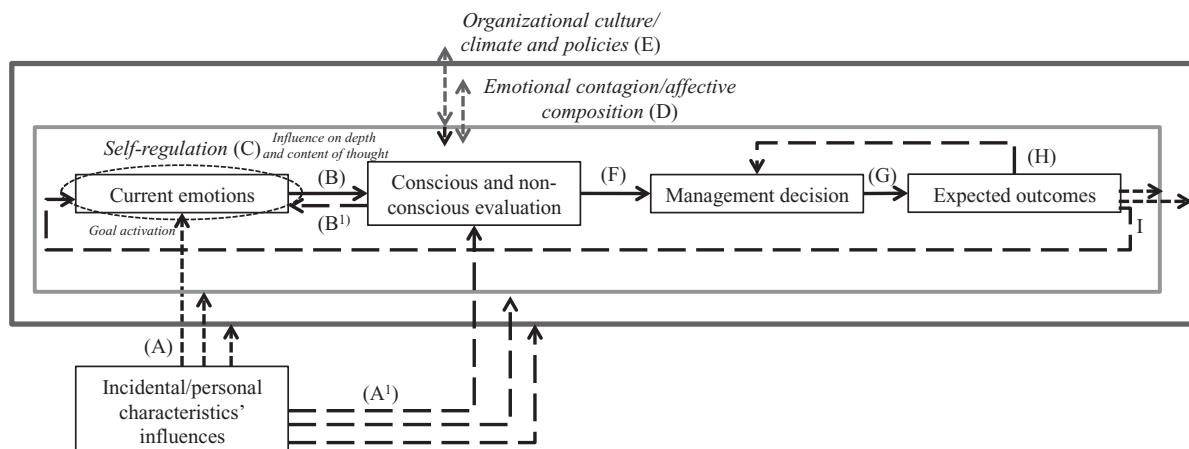 Organizational culture/
climate and policies (E)
Emotional contagion/affective
composition (D)
Self-regulation (C)
Influence on depth
and content of thought
Current emotions
(B)
(B¹)
Goal activation
Conscious and non-
conscious evaluation
(F)
Management decision
(G)
Expected outcomes
(H)
I
(A)
Incidental/personal
characteristics’
influences
(A¹)